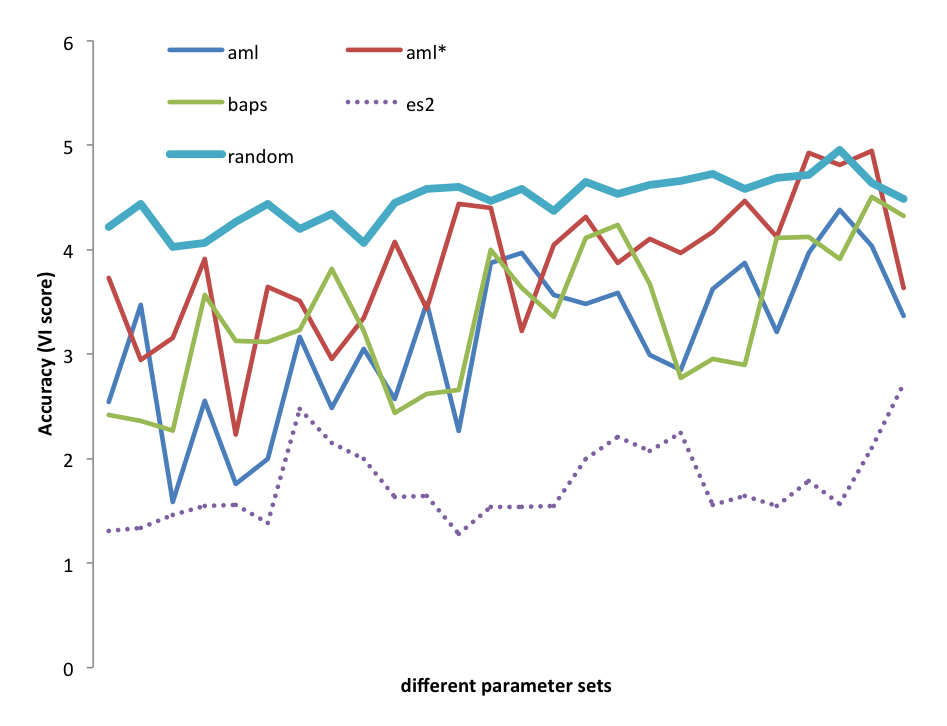 6
aml
aml*
baps
es2
5
random
4
Accuracy (VI score)
3
2
1
0
different parameter sets